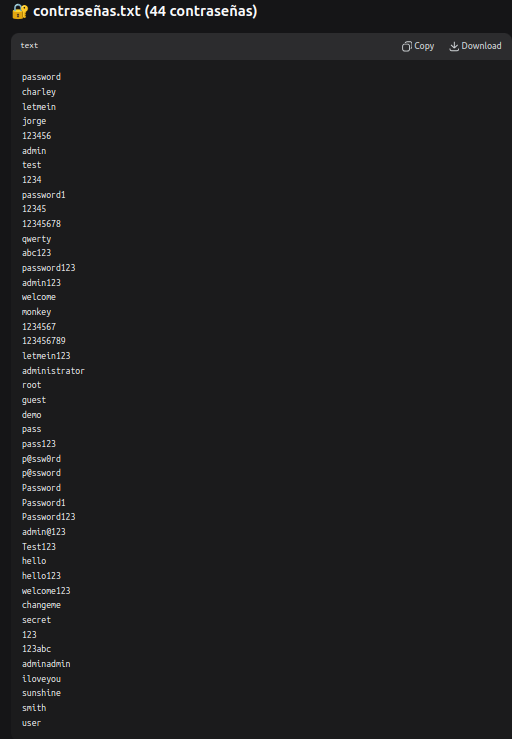 🔐 contraseñas.txt (44 contraseñas)
text Copy Download
password
charley
letmein
jorge
123456
admin
test
1234
password1
12345
12345678
qwerty
abc123
password123
admin123
welcome
monkey
1234567
123456789
letmein123
administrator
root
guest
demo
pass
pass123
p@ssw0rd
p@ssword
Password
Password1
Password123
admin@123
Test123
hello
hello123
welcome123
changeme
secret
123
123abc
adminadmin
iloveyou
sunshine
smith
user